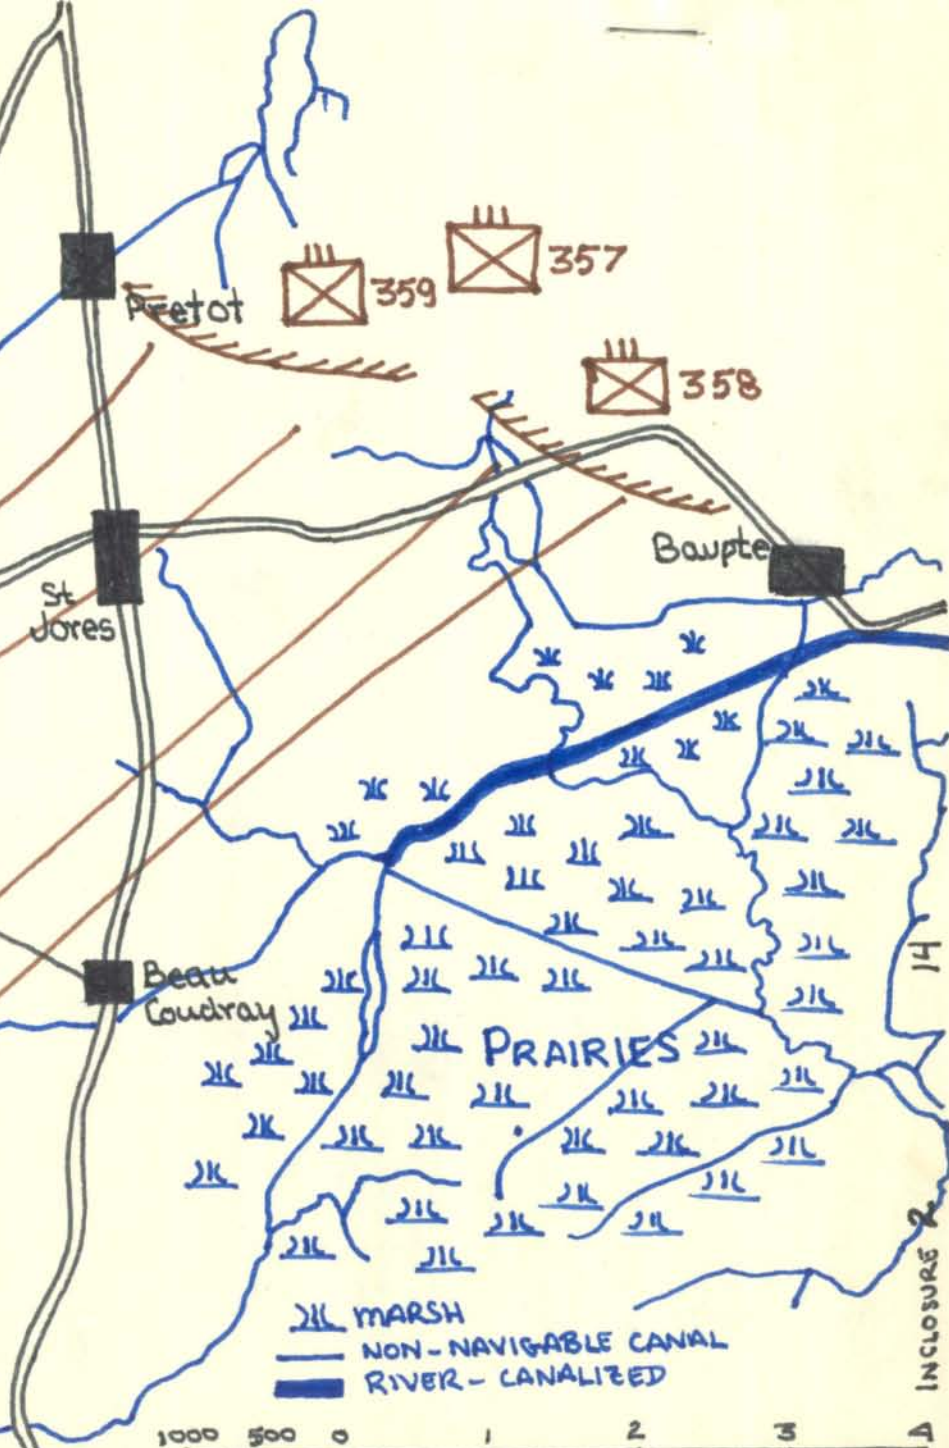 357
359
Pretot
358
Baupte
St
Jores
Beau
Coudray
14
PRAIRIES
MARSH
NON-NAVIGABLE CANAL
RIVER-CANALIZED
INCLOSURE 2
1000 500 0 1 2 3 4